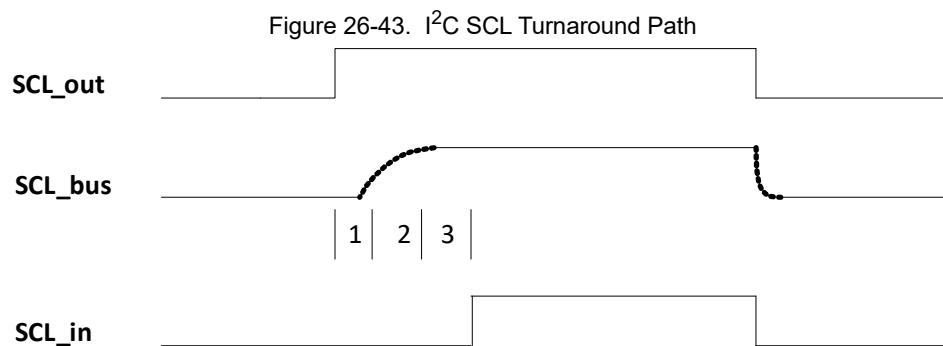 Figure 26-43. I²C SCL Turnaround Path
SCL_out
SCL_bus
1 2 3
SCL_in